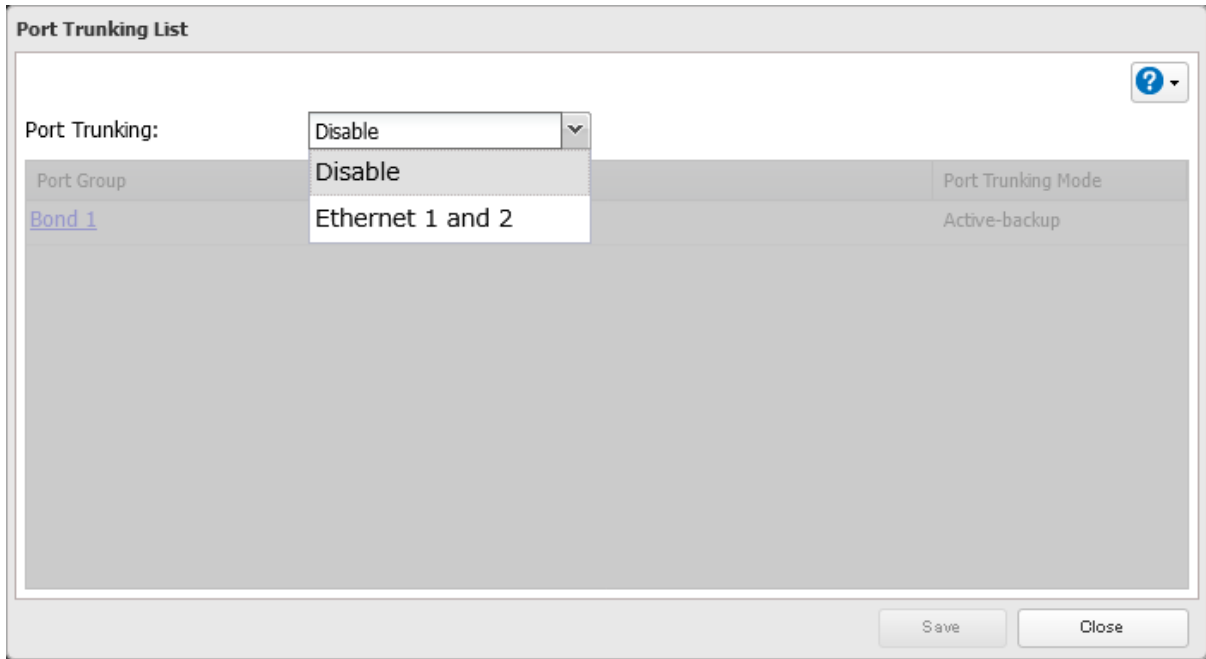 Port Trunking List
?
Port Trunking: Disable
Disable
Ethernet 1 and 2
Port Group Port Trunking Mode
Bond 1 Active-backup
Save Close